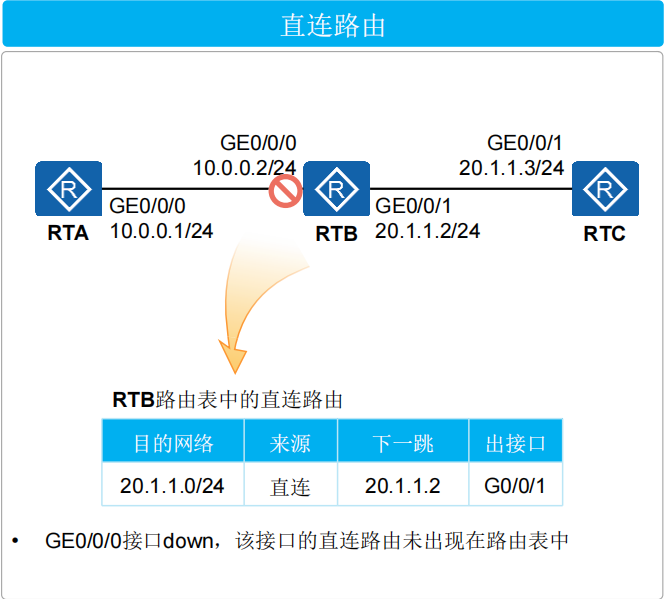 直连路由
GE0/0/0
10.0.0.2/24
GE0/0/1
20.1.1.3/24
R
R
R
GE0/0/0
10.0.0.1/24
GE0/0/1
20.1.1.2/24
RTA
RTB
RTC
RTB路由表中的直连路由
目的网络 来源 下一跳 出接口
20.1.1.0/24 直连 20.1.1.2 G0/0/1
• GE0/0/0接口down，该接口的直连路由未出现在路由表中